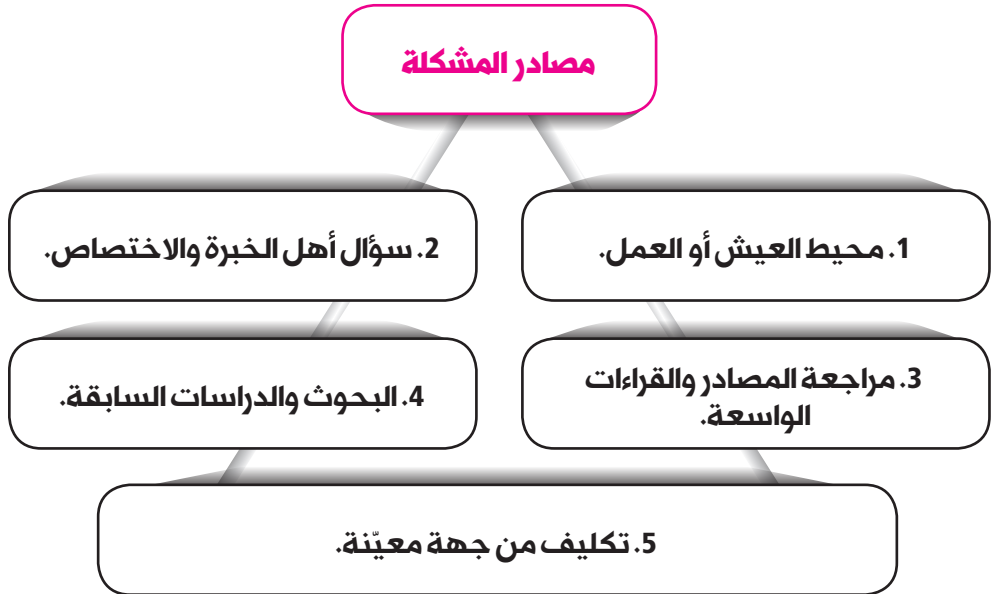 مصادر المشكلة
1. محيط العيش أو العمل.
2. سؤال أهل الخبرة والاختصاص.
3. مراجعة المصادر والقراءات
الواسعة.
4. البحوث والدراسات السابقة.
5. تكليف من جهة معيّنة.